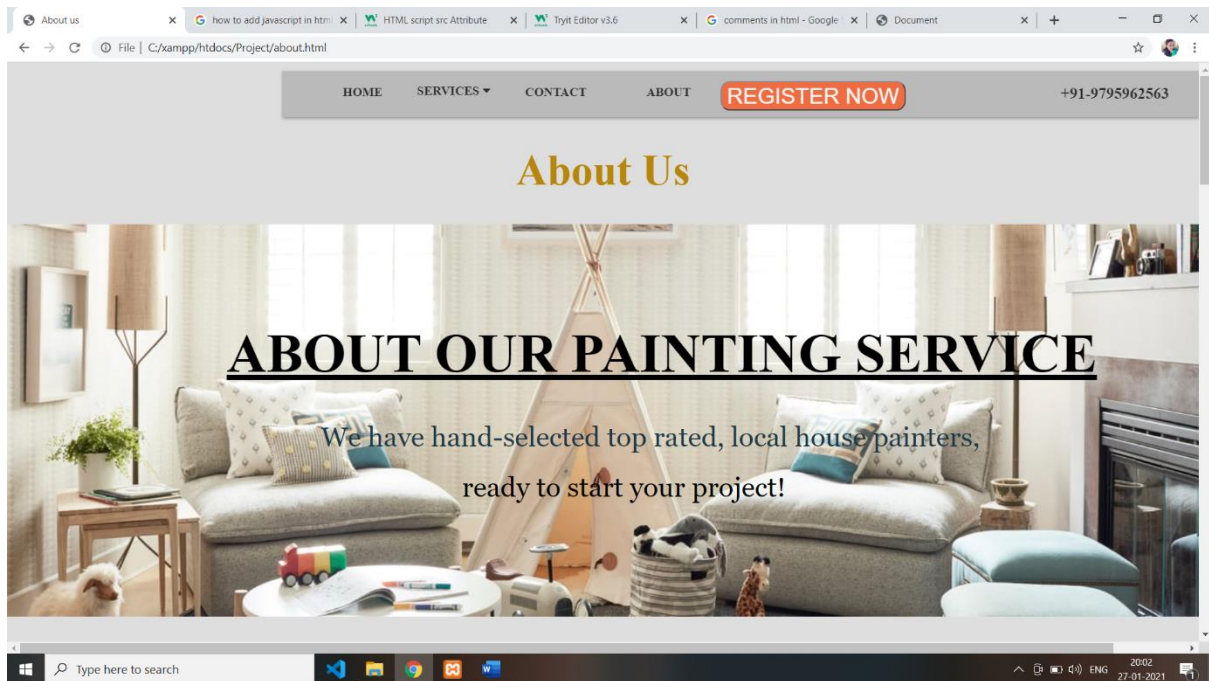 About us
how to add javascript in html
HTML script src Attribute
Tryit Editor v3.6
comments in html - Google
Document
File | C:/xampp/htdocs/Project/about.html
HOME SERVICES CONTACT ABOUT REGISTER NOW +91-9795962563
About Us
ABOUT OUR PAINTING SERVICE
We have hand-selected top rated, local house painters,
ready to start your project!
Type here to search
ENG
20:02
27-01-2021